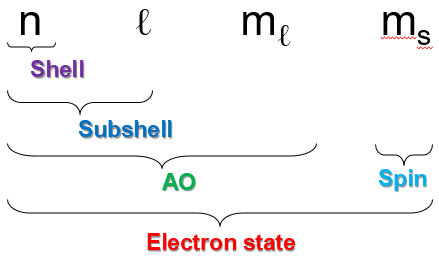 n ℓ mℓ ms
Shell
Subshell
AO Spin
Electron state